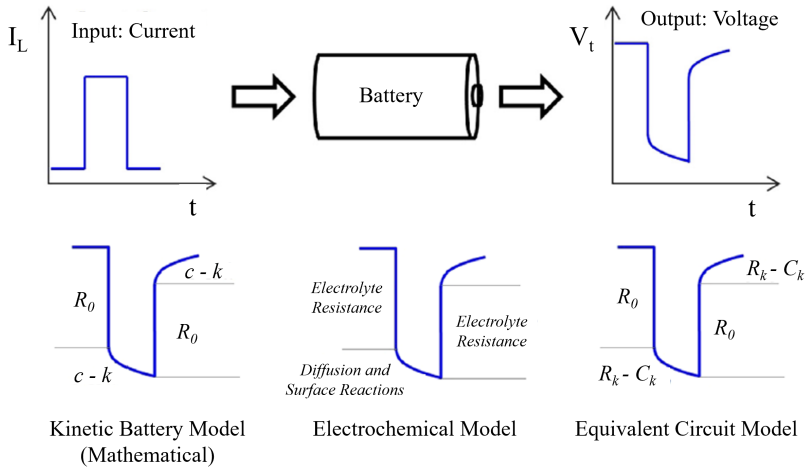 I_L
Input: Current
t
Battery
V_t
Output: Voltage
t
R_0
c - k
R_0
c - k
Kinetic Battery Model
(Mathematical)
Electrolyte
Resistance
Electrolyte
Resistance
Diffusion and
Surface Reactions
Electrochemical Model
R_0
R_k - C_k
R_0
R_k - C_k
Equivalent Circuit Model